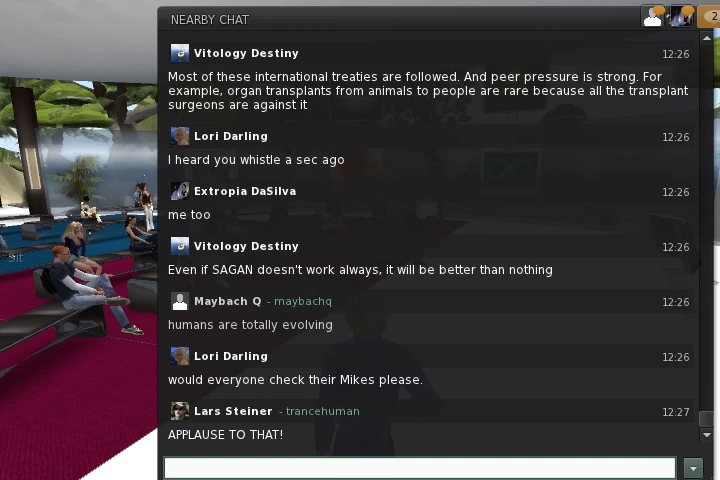 NEARBY CHAT
2
Vitology Destiny 12:26
Most of these international treaties are followed. And peer pressure is strong. For
example, organ transplants from animals to people are rare because all the transplant
surgeons are against it
Lori Darling 12:26
I heard you whistle a sec ago
Extropia DaSilva 12:26
me too
Vitology Destiny 12:26
Even if SAGAN doesn't work always, it will be better than nothing
Maybach Q - maybachq 12:26
humans are totally evolving
Lori Darling 12:26
would everyone check their Mikes please.
Lars Steiner - trancehuman 12:27
APPLAUSE TO THAT!
Sit